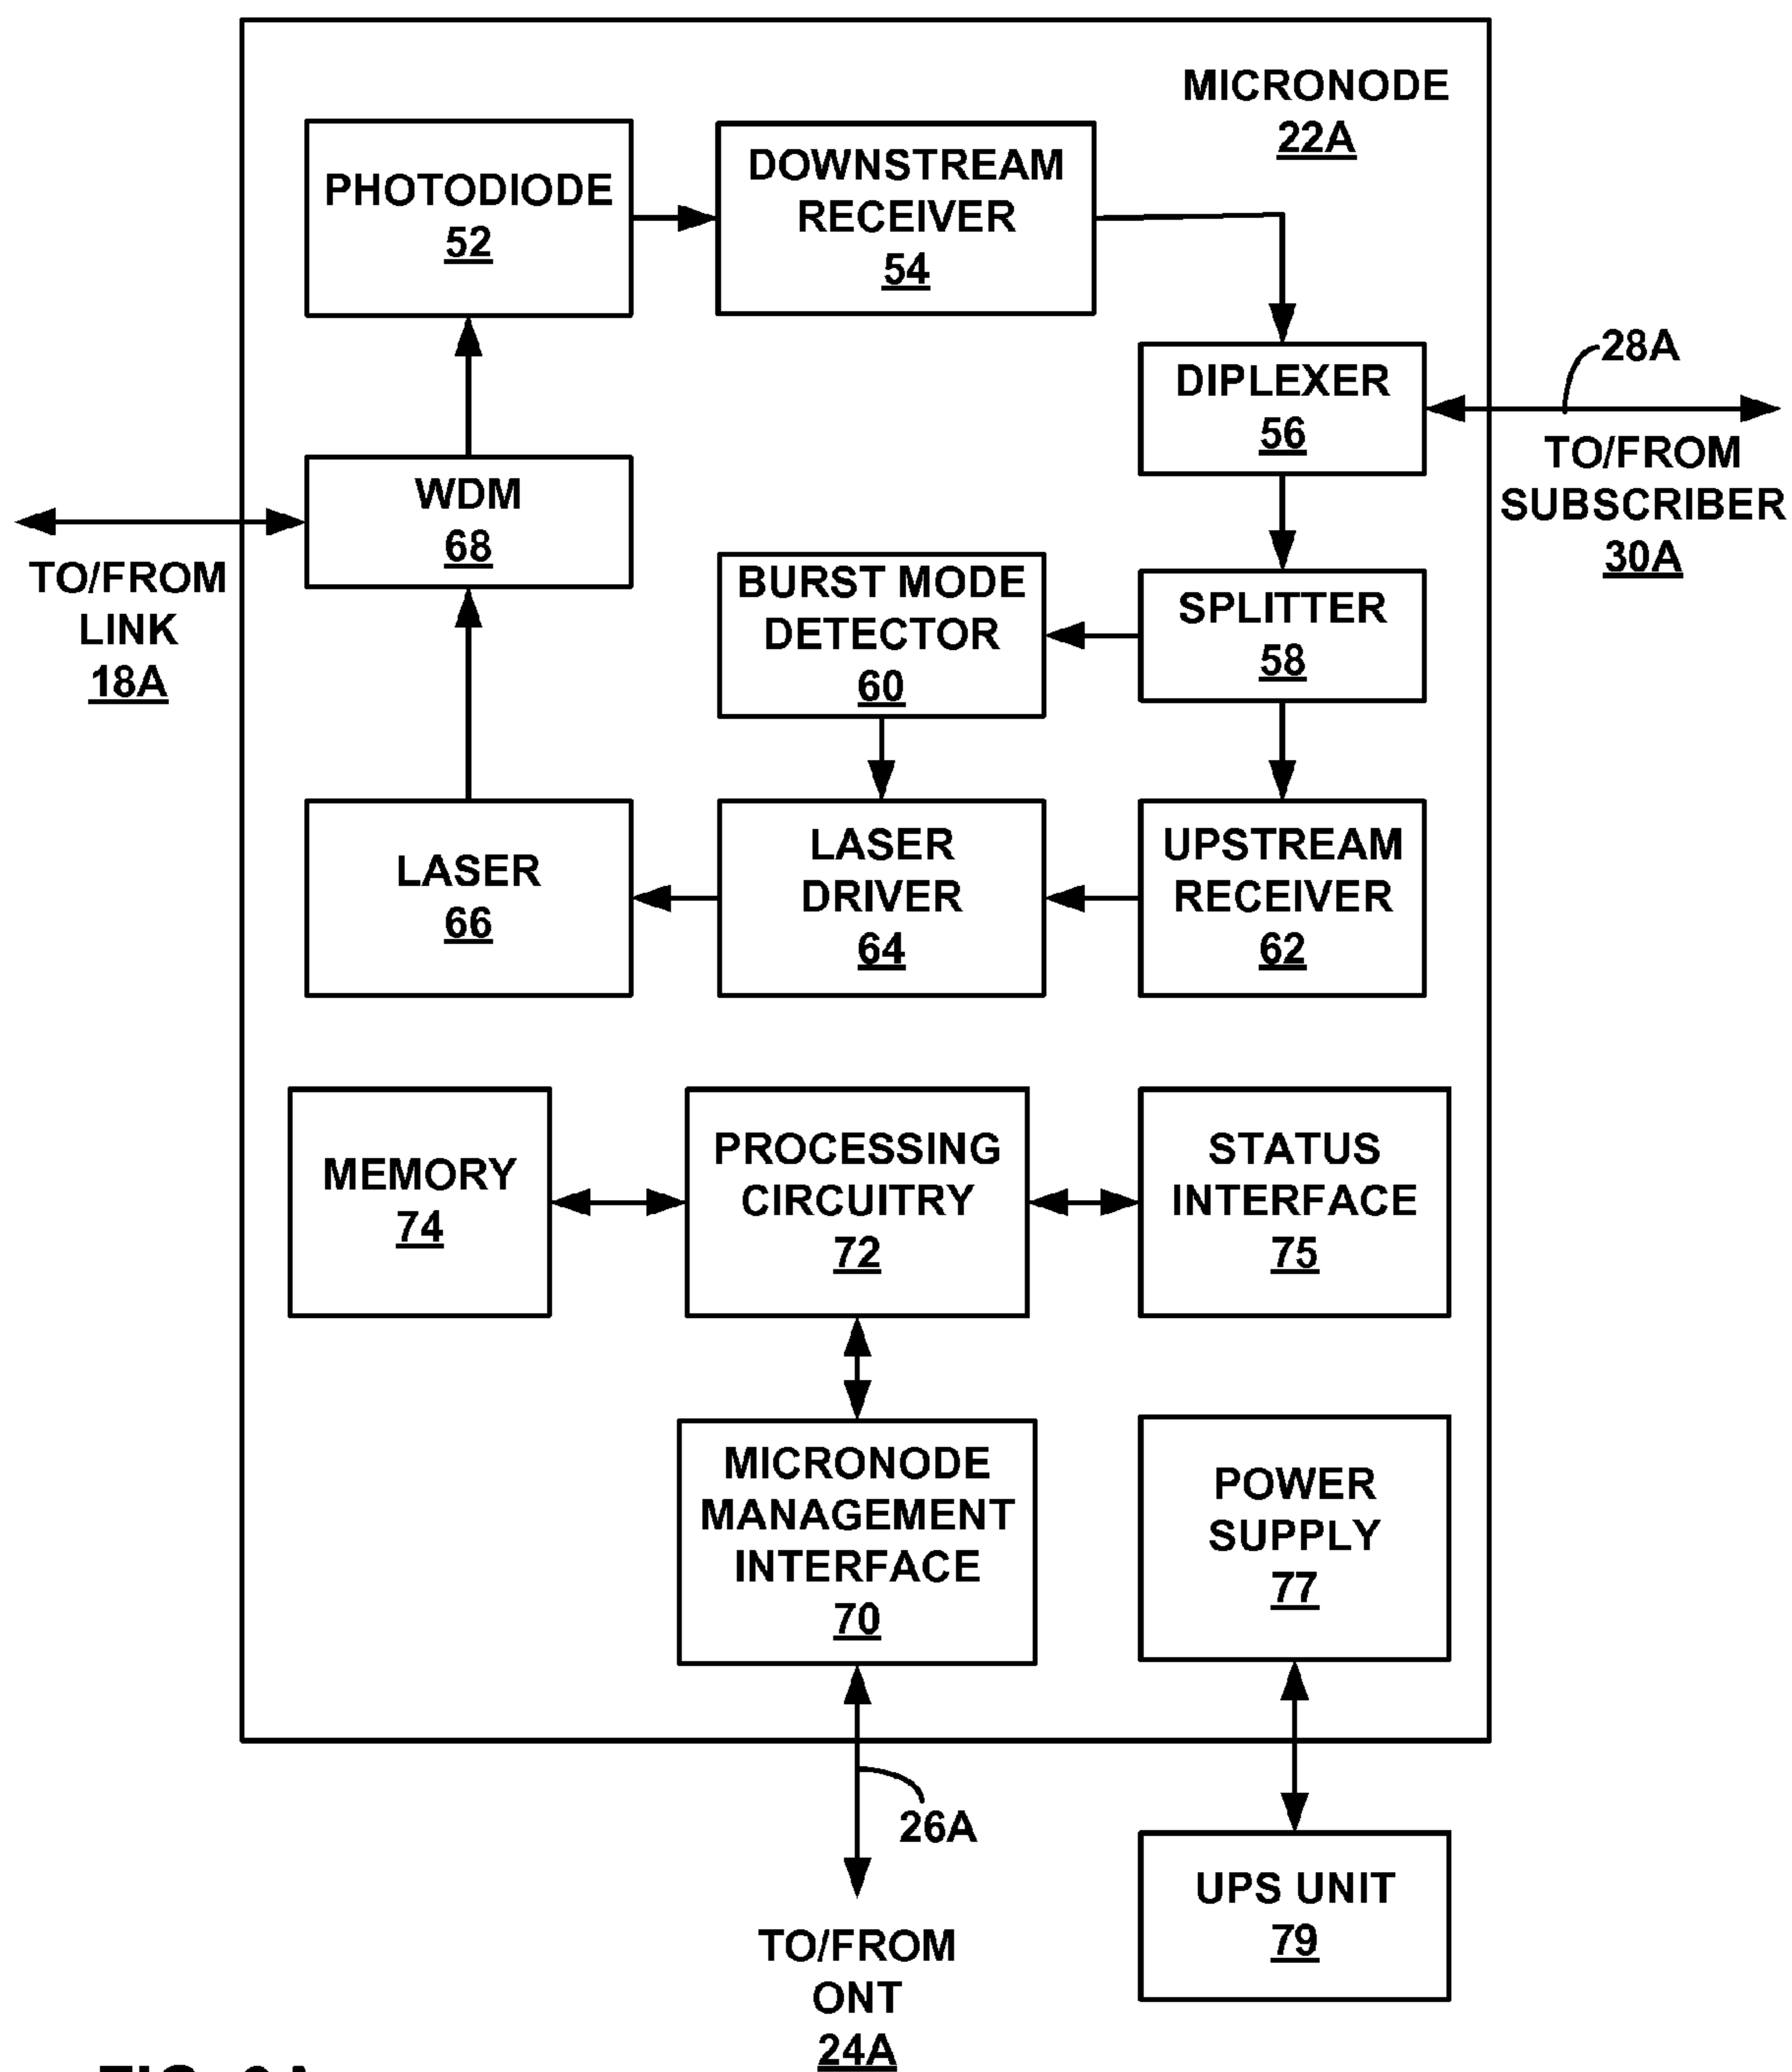 MICRONODE
22A
PHOTODIODE
52
DOWNSTREAM
RECEIVER
54
28A
DIPLEXER
56
TO/FROM
SUBSCRIBER
30A
WDM
68
TO/FROM
LINK
18A
BURST MODE
DETECTOR
60
SPLITTER
58
LASER
66
LASER
DRIVER
64
UPSTREAM
RECEIVER
62
MEMORY
74
PROCESSING
CIRCUITRY
72
STATUS
INTERFACE
75
MICRONODE
MANAGEMENT
INTERFACE
70
POWER
SUPPLY
77
26A
UPS UNIT
79
TO/FROM
ONT
24A